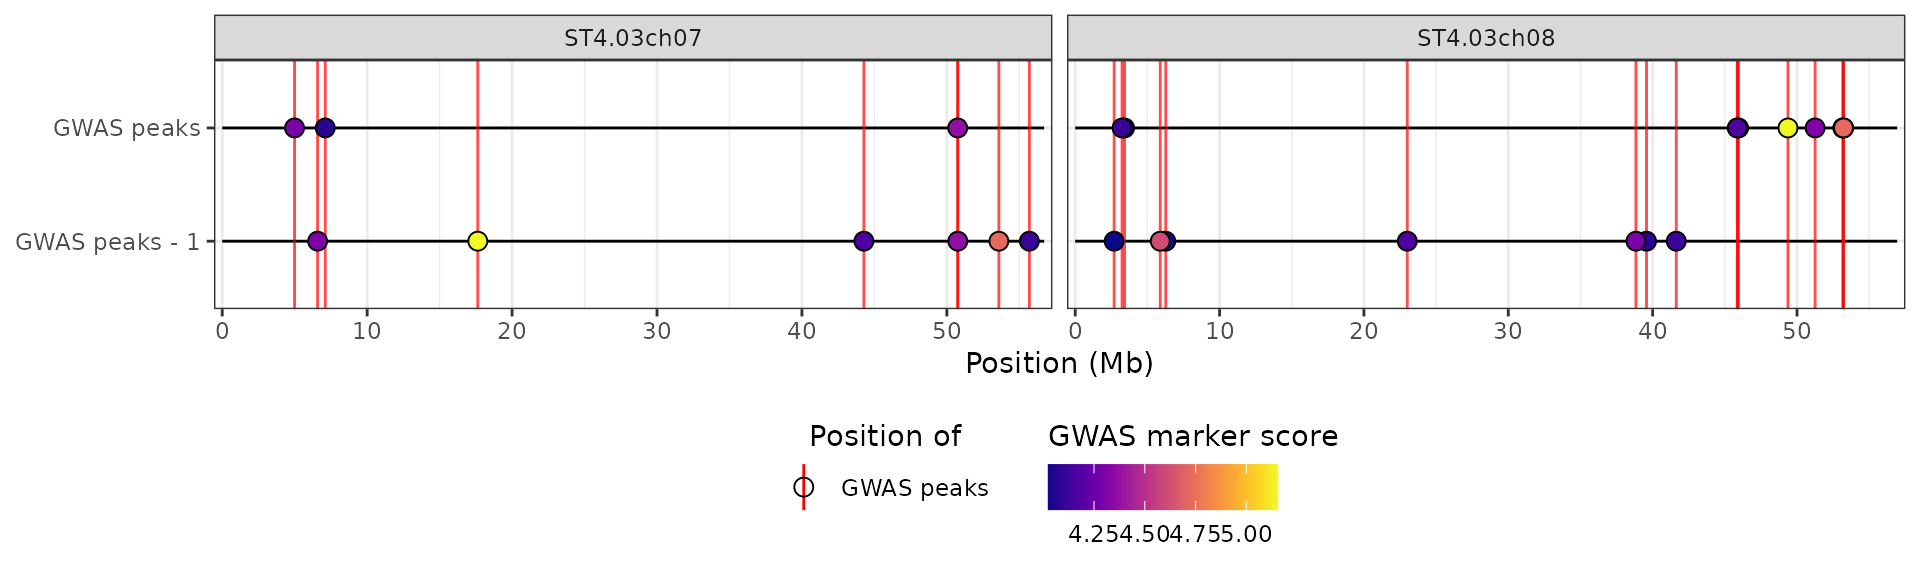 ST4.03ch07 ST4.03ch08
GWAS peaks
GWAS peaks - 1
0 10 20 30 40 50 0 10 20 30 40 50
Position (Mb)
Position of GWAS marker score
GWAS peaks
4.254.504.755.00